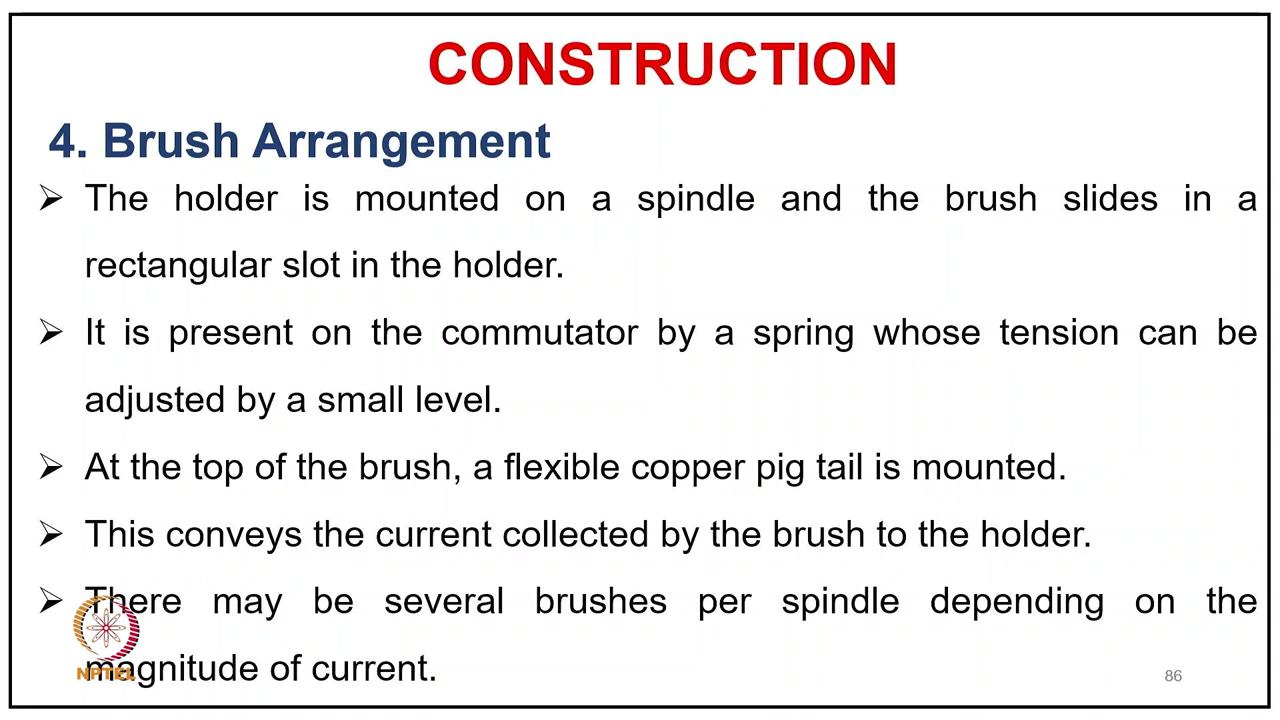 CONSTRUCTION
4. Brush Arrangement
➢ The holder is mounted on a spindle and the brush slides in a
rectangular slot in the holder.
➢ It is present on the commutator by a spring whose tension can be
adjusted by a small level.
➢ At the top of the brush, a flexible copper pig tail is mounted.
➢ This conveys the current collected by the brush to the holder.
➢ There may be several brushes per spindle depending on the
magnitude of current.
NPTEL
86